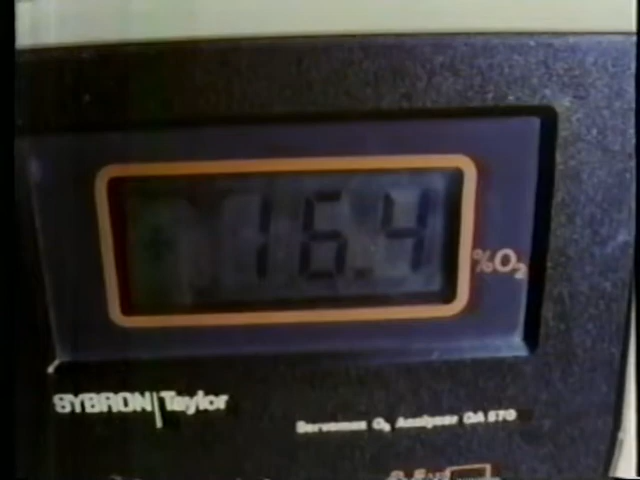 16.4
%O₂
SYBRON|Taylor
Servomex O₂ Analyser OA 570